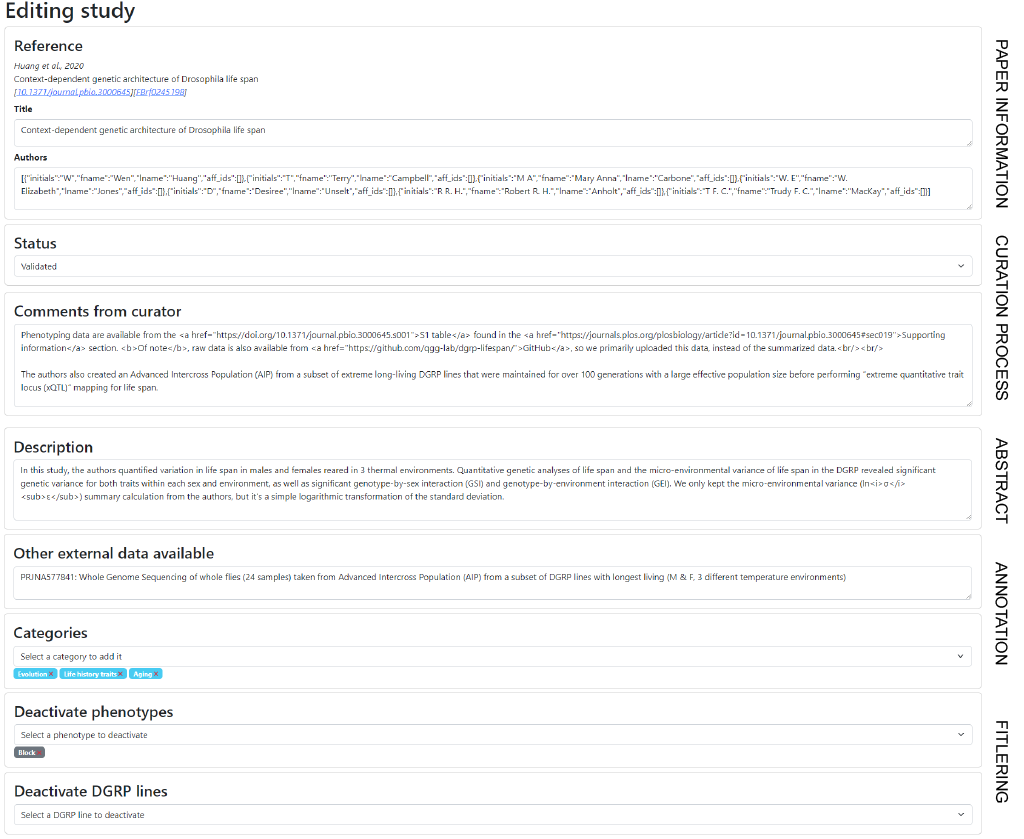 Editing study
Reference
Huang et al., 2020
Context-dependent genetic architecture of Drosophila life span
[10.1371/journal.pbio.3000645][FBrf0245198]
Title
Context-dependent genetic architecture of Drosophila life span
Authors
[{"initials":"W","fname":"Wen","lname":"Huang","aff_ids":[]},{"initials":"T","fname":"Terry","lname":"Campbell","aff_ids":[]},{"initials":"M A","fname":"Mary Anna","lname":"Carbone","aff_ids":[]},{"initials":"W. E","fname":"W.
Elizabeth","lname":"Jones","aff_ids":[]},{"initials":"D","fname":"Desiree","lname":"Unselt","aff_ids":[]},{"initials":"R R. H.","fname":"Robert R. H.","lname":"Anholt","aff_ids":[]},{"initials":"T F. C.","fname":"Trudy F. C.","lname":"MacKay","aff_ids":[]}]
PAPER INFORMATION
Status
Validated
Comments from curator
Phenotyping data are available from the <a href="https://doi.org/10.1371/journal.pbio.3000645.s001">S1 table</a> found in the <a href="https://journals.plos.org/plosbiology/article?id=10.1371/journal.pbio.3000645#sec019">Supporting
information</a> section. <b>Of note</b>, raw data is also available from <a href="https://github.com/qgg-lab/dgrp-lifespan/">GitHub</a>, so we primarily uploaded this data, instead of the summarized data.<br/><br/>
The authors also created an Advanced Intercross Population (AIP) from a subset of extreme long-living DGRP lines that were maintained for over 100 generations with a large effective population size before performing "extreme quantitative trait
locus (xQTL)" mapping for life span.
CURATION PROCESS
Description
In this study, the authors quantified variation in life span in males and females reared in 3 thermal environments. Quantitative genetic analyses of life span and the micro-environmental variance of life span in the DGRP revealed significant
genetic variance for both traits within each sex and environment, as well as significant genotype-by-sex interaction (GSI) and genotype-by-environment interaction (GEI). We only kept the micro-environmental variance (ln<i>σ</i>
<sub>ε</sub>) summary calculation from the authors, but it's a simple logarithmic transformation of the standard deviation.
ABSTRACT
Other external data available
PRJNA577841: Whole Genome Sequencing of whole flies (24 samples) taken from Advanced Intercross Population (AIP) from a subset of DGRP lines with longest living (M & F, 3 different temperature environments)
Categories
Select a category to add it
Evolution × Life history traits × Aging ×
ANNOTATION
Deactivate phenotypes
Select a phenotype to deactivate
Block ×
Deactivate DGRP lines
Select a DGRP line to deactivate
FITLERING